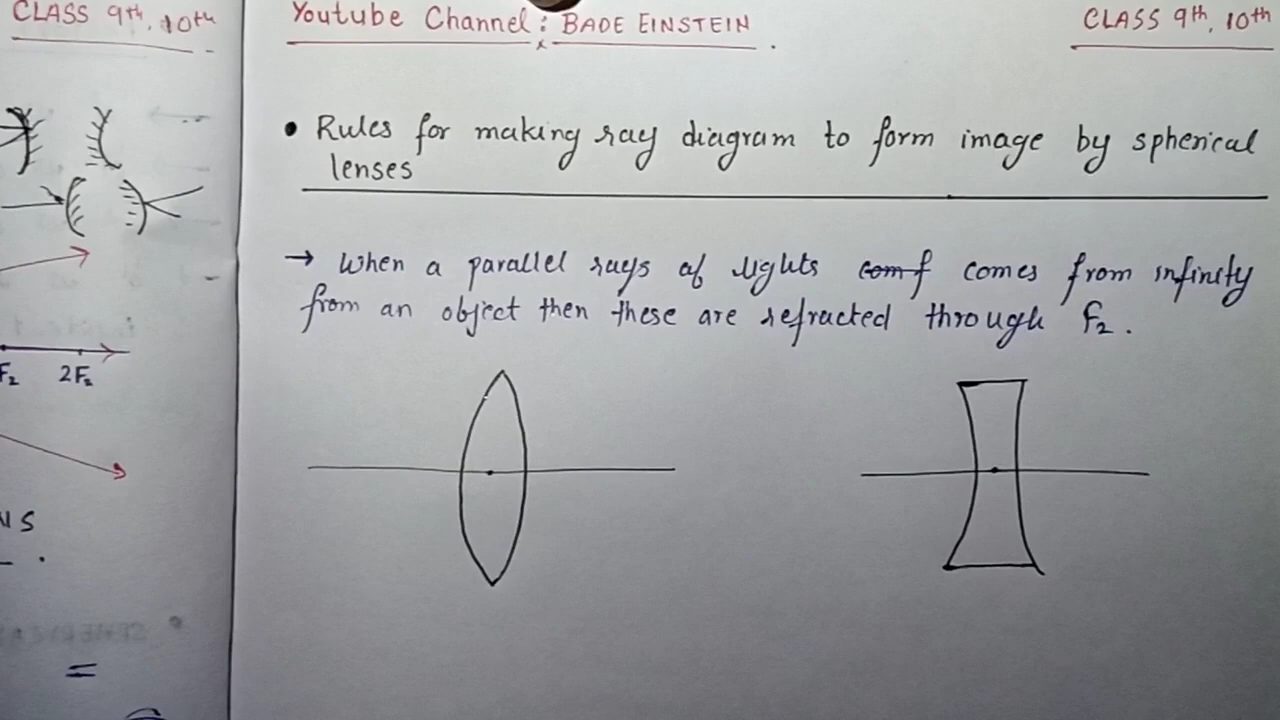 CLASS 9th, 10th
F₂ 2F₂
Youtube Channel: BADE EINSTEIN
CLASS 9th, 10th
• Rules for making ray diagram to form image by spherical
lenses
→ When a parallel rays of lights comf comes from infinity
from an object then these are refracted through F₂.